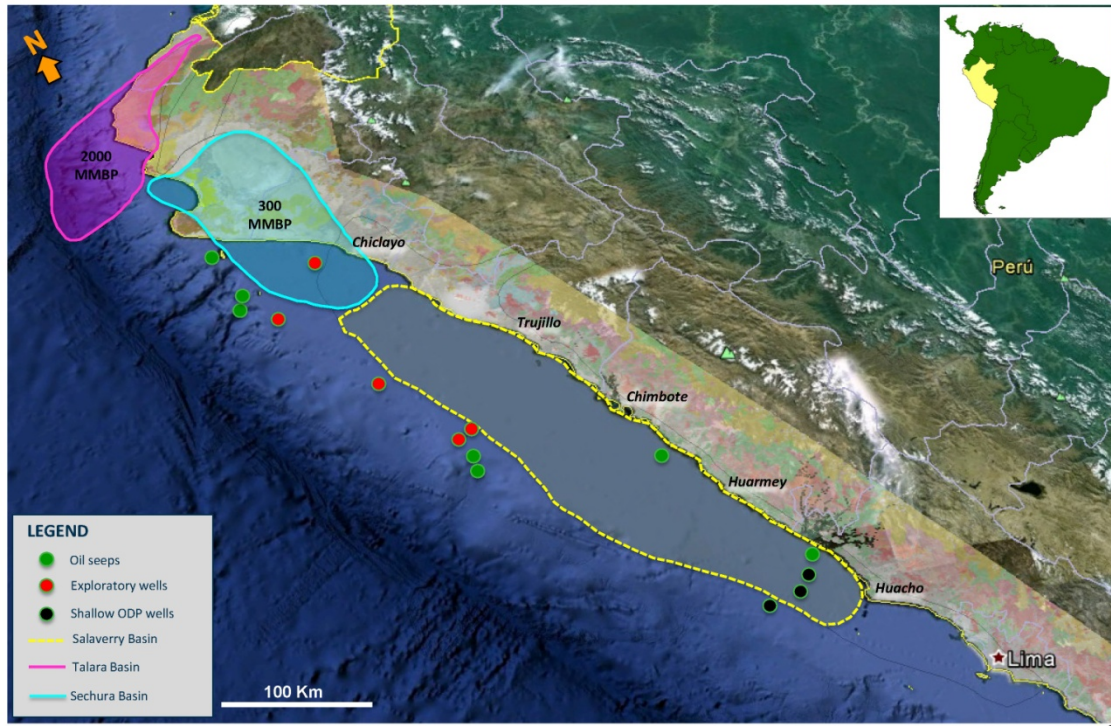 N
2000
MMBP
300
MMBP
Chiclayo
Trujillo
Perú
Chimbote
Huarmey
Huacho
Lima
LEGEND
Oil seeps
Exploratory wells
Shallow ODP wells
Salaverry Basin
Talara Basin
Sechura Basin
100 Km